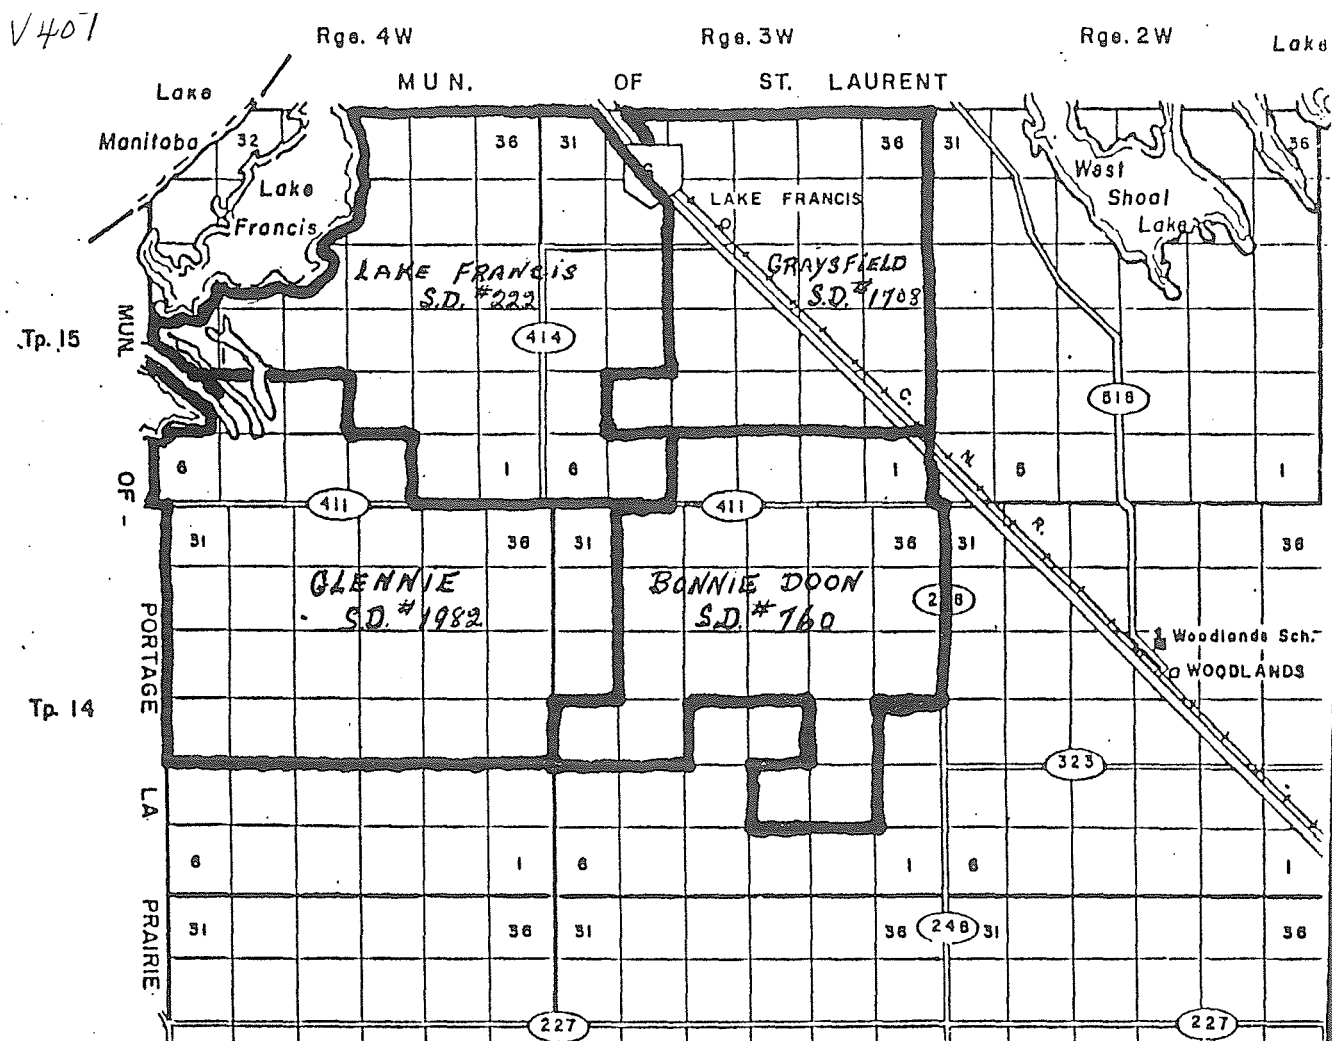 V407
Rge. 4W Rge. 3W Rge. 2W Lake
MUN. OF ST. LAURENT
Lake
Manitoba 32 36 31 36 31 36
West
Shoal
Lake
Lake
Francis
LAKE FRANCIS
LAKE FRANCIS
S.D. #222
GRAYSFIELD
S.D. #1708
Tp. 15
414
518
C.
6 1 6 1 N. 6 1
411 411
31 36 31 36 31 R. 36
GLENNIE
S.D. #1982
BONNIE DOON
S.D. #760
Woodlands Sch.
WOODLANDS
Tp. 14
323
6 1 6 1 6 1
31 36 31 36 248 31 36
227 227
MUN. OF - PORTAGE LA PRAIRIE